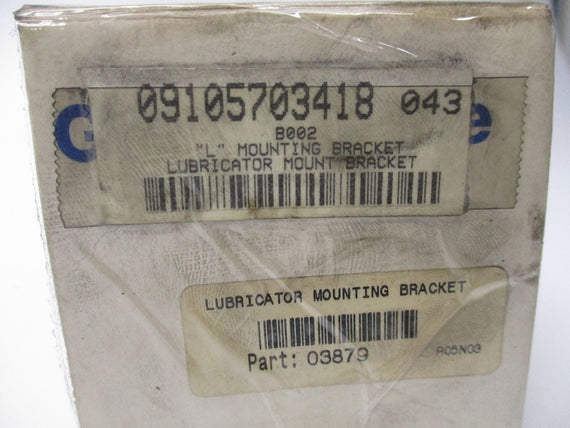 09105703418 043
B002
"L" MOUNTING BRACKET
LUBRICATOR MOUNT BRACKET
G e
LUBRICATOR MOUNTING BRACKET
Part: 03879 R05N03